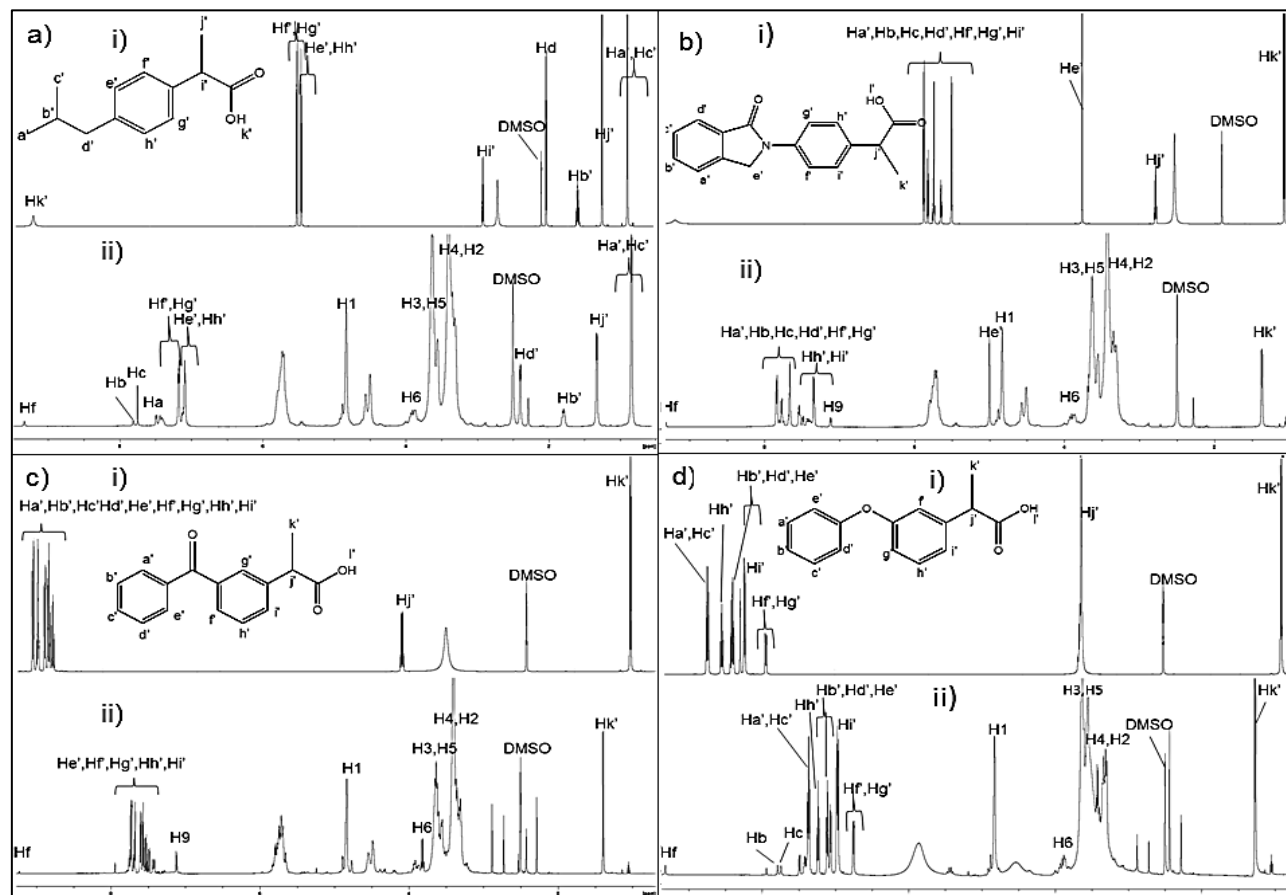 a)
i)
j'
f'
e'
c'
i'
O
b'
OH
k'
a'
g'
d'
h'
Hf',Hg'
He',Hh'
Hd
Ha',Hc'
DMSO
Hi'
Hj'
Hb'
Hk'
ii)
H4,H2
Ha',Hc'
DMSO
Hf',Hg'
H1
H3,H5
He',Hh'
Hj'
Hc
Hd'
Hb
Ha
H6
Hb'
Hf
b)
i)
Ha',Hb,Hc,Hd',Hf',Hg',Hi'
Hk'
He'
l'
HO
O
d'
O
g'
h'
DMSO
c'
N
j'
Hj'
b'
a'
e'
f'
i'
k'
ii)
H3,H5
H4,H2
DMSO
Ha',Hb,Hc,Hd',Hf',Hg'
He
H1
Hk'
Hh',Hi'
H6
H9
Hf
c)
i)
Ha',Hb',Hc'Hd',He',Hf',Hg',Hh',Hi'
Hk'
k'
O
l'
a'
g'
OH
DMSO
b'
j'
O
c'
e'
i'
Hj'
f'
d'
h'
ii)
H4,H2
Hk'
H3,H5
DMSO
He',Hf',Hg',Hh',Hi'
H1
H9
H6
Hf
d)
i)
Hb',Hd',He'
k'
Hk'
e'
Hh'
f'
Hj'
O
OH
l'
Ha',Hc'
a'
j'
DMSO
b'
d'
g
i'
O
Hi'
c'
h'
Hf',Hg'
ii)
Hb',Hd',He'
H3,H5
Hk'
Hh'
DMSO
Ha',Hc'
Hi'
H1
H4,H2
Hf',Hg'
Hb
Hc
H6
Hf